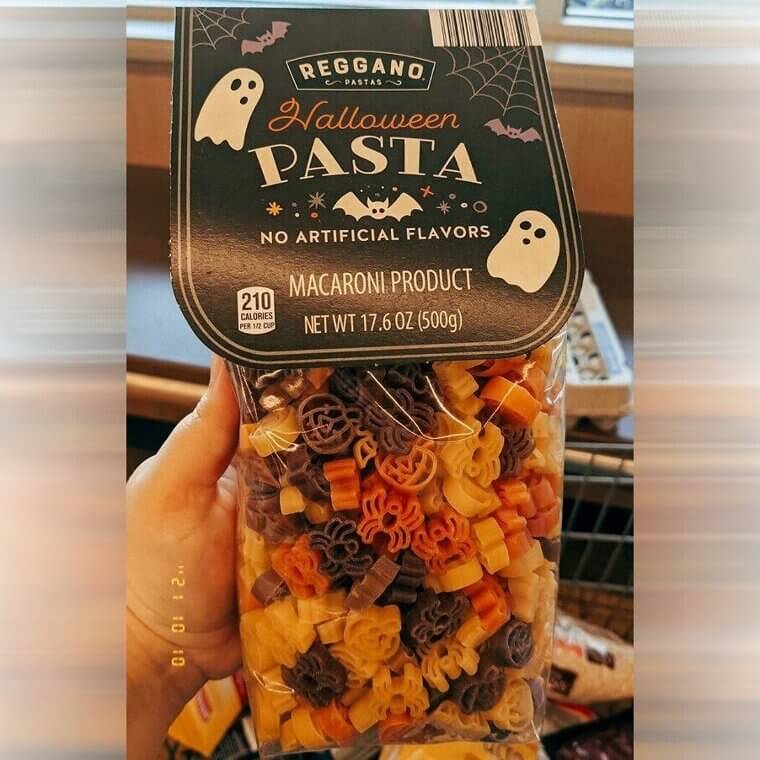 REGGANO
PASTAS
Halloween
PASTA
NO ARTIFICIAL FLAVORS
MACARONI PRODUCT
NET WT 17.6 OZ (500g)
210
CALORIES
PER 1/2 CUP